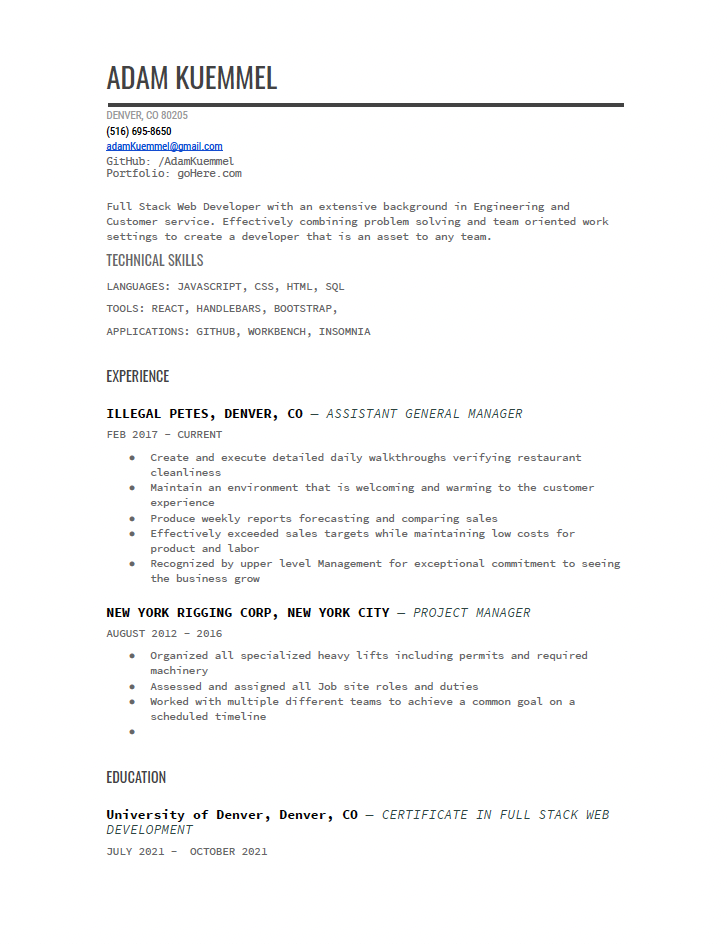 ADAM KUEMMEL
DENVER, CO 80205
(516) 695-8650
adamKuemmel@gmail.com
GitHub: /AdamKuemmel
Portfolio: goHere.com
Full Stack Web Developer with an extensive background in Engineering and
Customer service. Effectively combining problem solving and team oriented work
settings to create a developer that is an asset to any team.
TECHNICAL SKILLS
LANGUAGES: JAVASCRIPT, CSS, HTML, SQL
TOOLS: REACT, HANDLEBARS, BOOTSTRAP,
APPLICATIONS: GITHUB, WORKBENCH, INSOMNIA
EXPERIENCE
ILLEGAL PETES, DENVER, CO — ASSISTANT GENERAL MANAGER
FEB 2017 – CURRENT
● Create and execute detailed daily walkthroughs verifying restaurant
cleanliness
● Maintain an environment that is welcoming and warming to the customer
experience
● Produce weekly reports forecasting and comparing sales
● Effectively exceeded sales targets while maintaining low costs for
product and labor
● Recognized by upper level Management for exceptional commitment to seeing
the business grow
NEW YORK RIGGING CORP, NEW YORK CITY — PROJECT MANAGER
AUGUST 2012 – 2016
● Organized all specialized heavy lifts including permits and required
machinery
● Assessed and assigned all Job site roles and duties
● Worked with multiple different teams to achieve a common goal on a
scheduled timeline
●
EDUCATION
University of Denver, Denver, CO — CERTIFICATE IN FULL STACK WEB
DEVELOPMENT
JULY 2021 – OCTOBER 2021